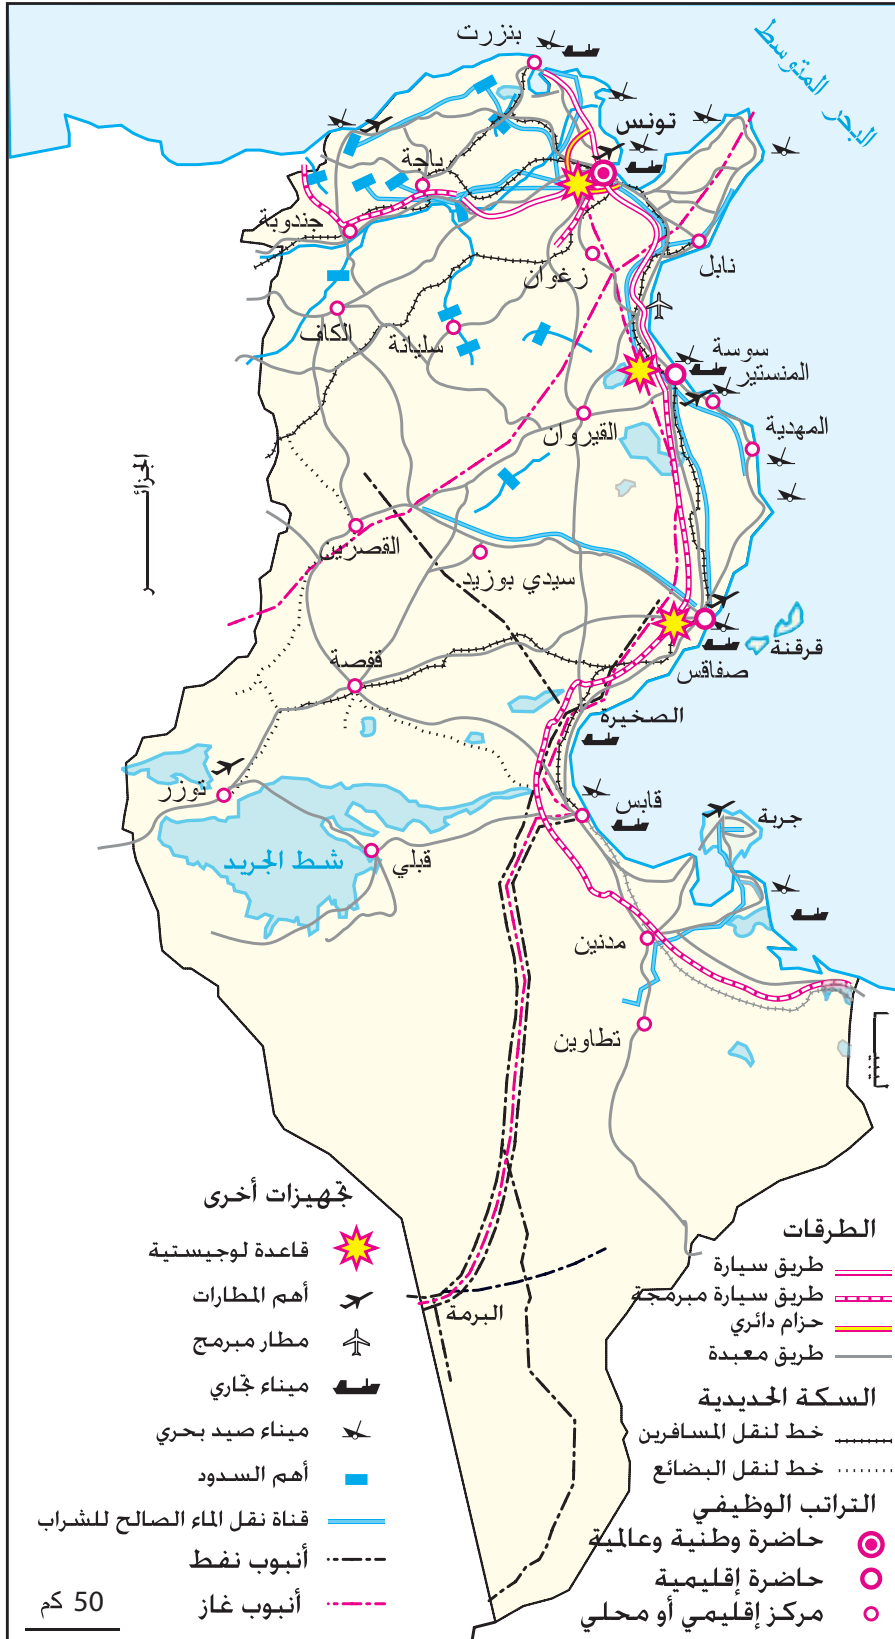 بنزرت
البحر المتوسط
تونس
باجة
جندوبة
نابل
زغوان
الكاف
سليانة
سوسة
المنستير
المهدية
القيروان
الجزائر
القصرين
سيدي بوزيد
قرقنة
صفاقس
قفصة
الصخيرة
توزر
قابس
جربة
شط الجريد
قبلي
مدنين
تطاوين
ليبيا
البرمة
تجهيزات أخرى
قاعدة لوجيستية
أهم المطارات
مطار مبرمج
ميناء تجاري
ميناء صيد بحري
أهم السدود
قناة نقل الماء الصالح للشراب
أنبوب نفط
أنبوب غاز
50 كم
الطرقات
طريق سيارة
طريق سيارة مبرمجة
حزام دائري
طريق معبدة
السكة الحديدية
خط لنقل المسافرين
خط لنقل البضائع
التراتب الوظيفي
حاضرة وطنية وعالمية
حاضرة إقليمية
مركز إقليمي أو محلي